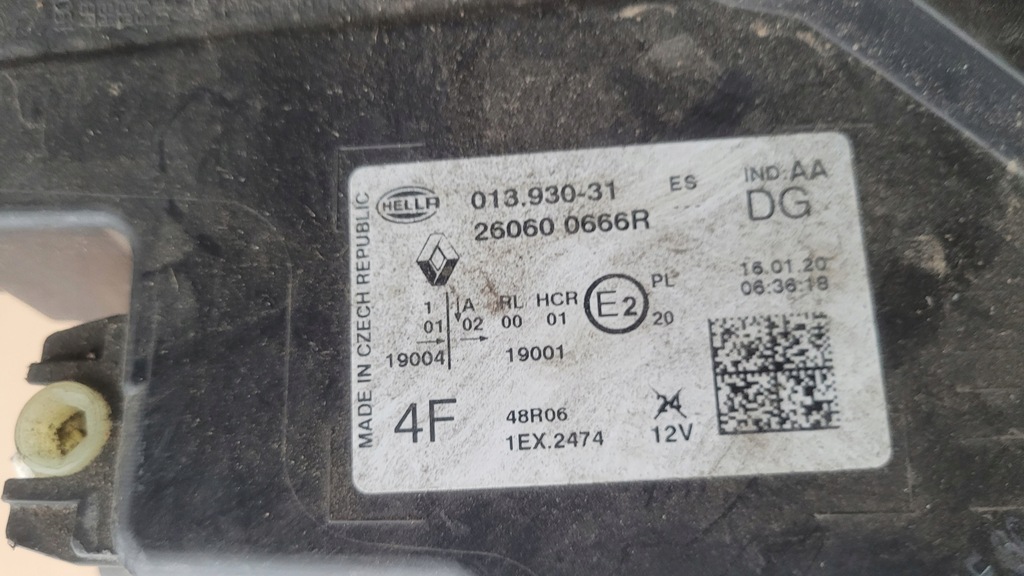 MADE IN CZECH REPUBLIC
HELLA
013.930-31 ES IND:AA
26060 0666R DG
16.01.20
06:36:18
1 A RL HCR E2 PL
01 02 00 01 20
19004 19001
4F 48R06 24
1EX.2474 12V